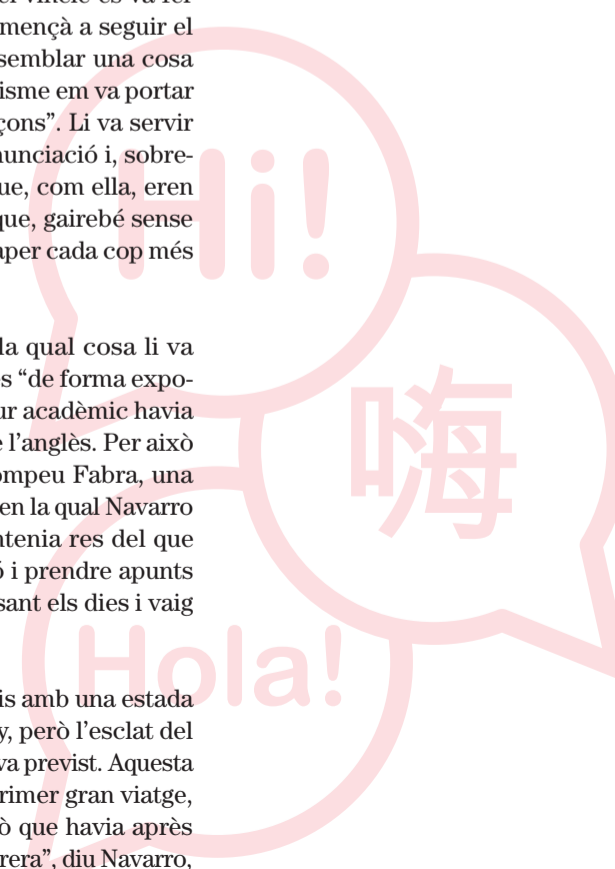 mençà a seguir el
semblar una cosa
isme em va portar
çons”. Li va servir
nunciació i, sobre-
ue, com ella, eren
que, gairebé sense
aper cada cop més
la qual cosa li va
es “de forma expo-
ur acadèmic havia
e l’anglès. Per això
ompeu Fabra, una
en la qual Navarro
ntenia res del que
ó i prendre apunts
sant els dies i vaig
is amb una estada
y, però l’esclat del
va previst. Aquesta
rimer gran viatge,
ò que havia après
rera”, diu Navarro,
Hi!
嗨
Hola!